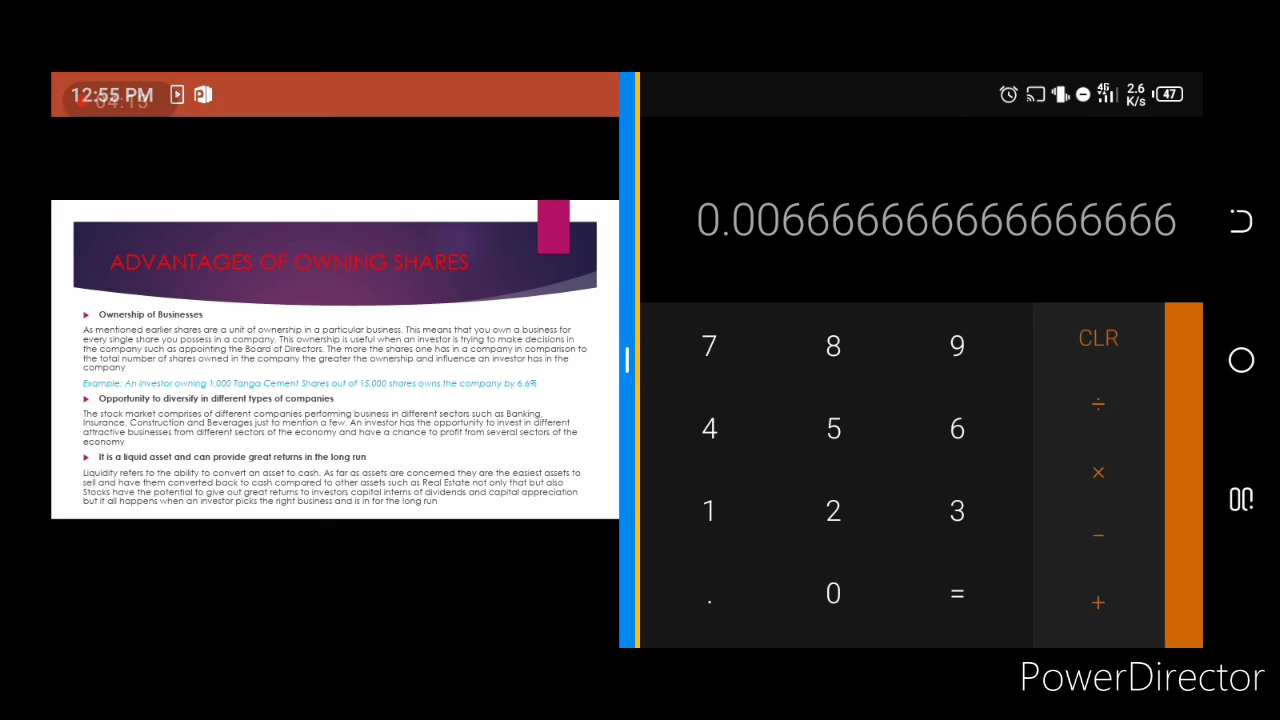 12:55 PM
04:15
4G
2.6
K/s
47
ADVANTAGES OF OWNING SHARES
Ownership of Businesses
As mentioned earlier shares are a unit of ownership in a particular business. This means that you own a business for
every single share you possess in a company. This ownership is useful when an investor is trying to make decisions in
the company such as appointing the Board of Directors. The more the shares one has in a company in comparison to
the total number of shares owned in the company the greater the ownership and influence an investor has in the
company
Example: An investor owning 1,000 Tanga Cement Shares out of 15,000 shares owns the company by 6.6%
Opportunity to diversify in different types of companies
The stock market comprises of different companies performing business in different sectors such as Banking,
Insurance, Construction and Beverages just to mention a few. An investor has the opportunity to invest in different
attractive businesses from different sectors of the economy and have a chance to profit from several sectors of the
economy
It is a liquid asset and can provide great returns in the long run
Liquidity refers to the ability to convert an asset to cash. As far as assets are concerned they are the easiest assets to
sell and have them converted back to cash compared to other assets such as Real Estate not only that but also
Stocks have the potential to give out great returns to investors capital interns of dividends and capital appreciation
but it all happens when an investor picks the right business and is in for the long run
0.006666666666666666
7 8 9 CLR
÷
4 5 6
×
1 2 3
−
. 0 = +
PowerDirector